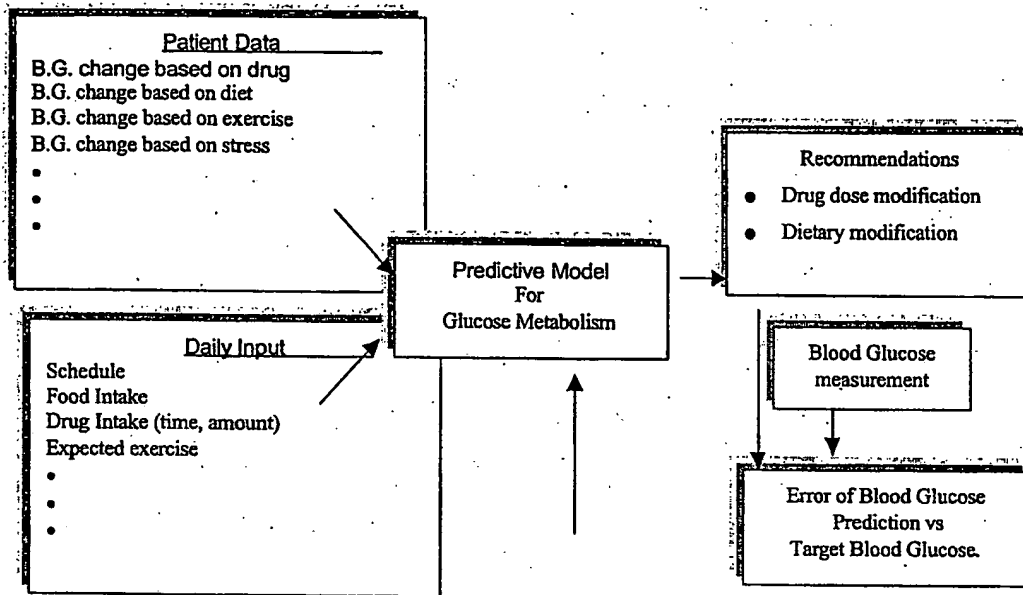 Patient Data
B.G. change based on drug
B.G. change based on diet
B.G. change based on exercise
B.G. change based on stress
•
•
•
Daily Input
Schedule
Food Intake
Drug Intake (time, amount)
Expected exercise
•
•
•
Predictive Model
For
Glucose Metabolism
Recommendations
• Drug dose modification
• Dietary modification
Blood Glucose
measurement
Error of Blood Glucose
Prediction vs
Target Blood Glucose.